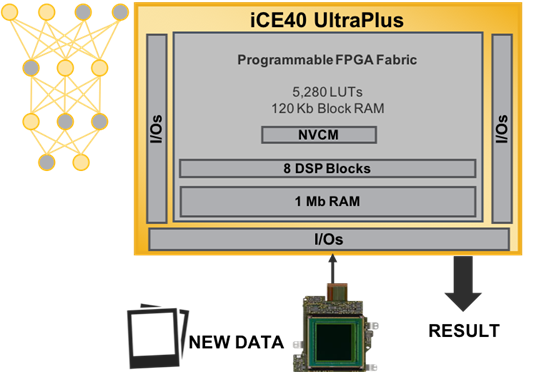 iCE40 UltraPlus
Programmable FPGA Fabric
5,280 LUTs
120 Kb Block RAM
NVCM
8 DSP Blocks
1 Mb RAM
I/Os
I/Os
I/Os
NEW DATA
RESULT